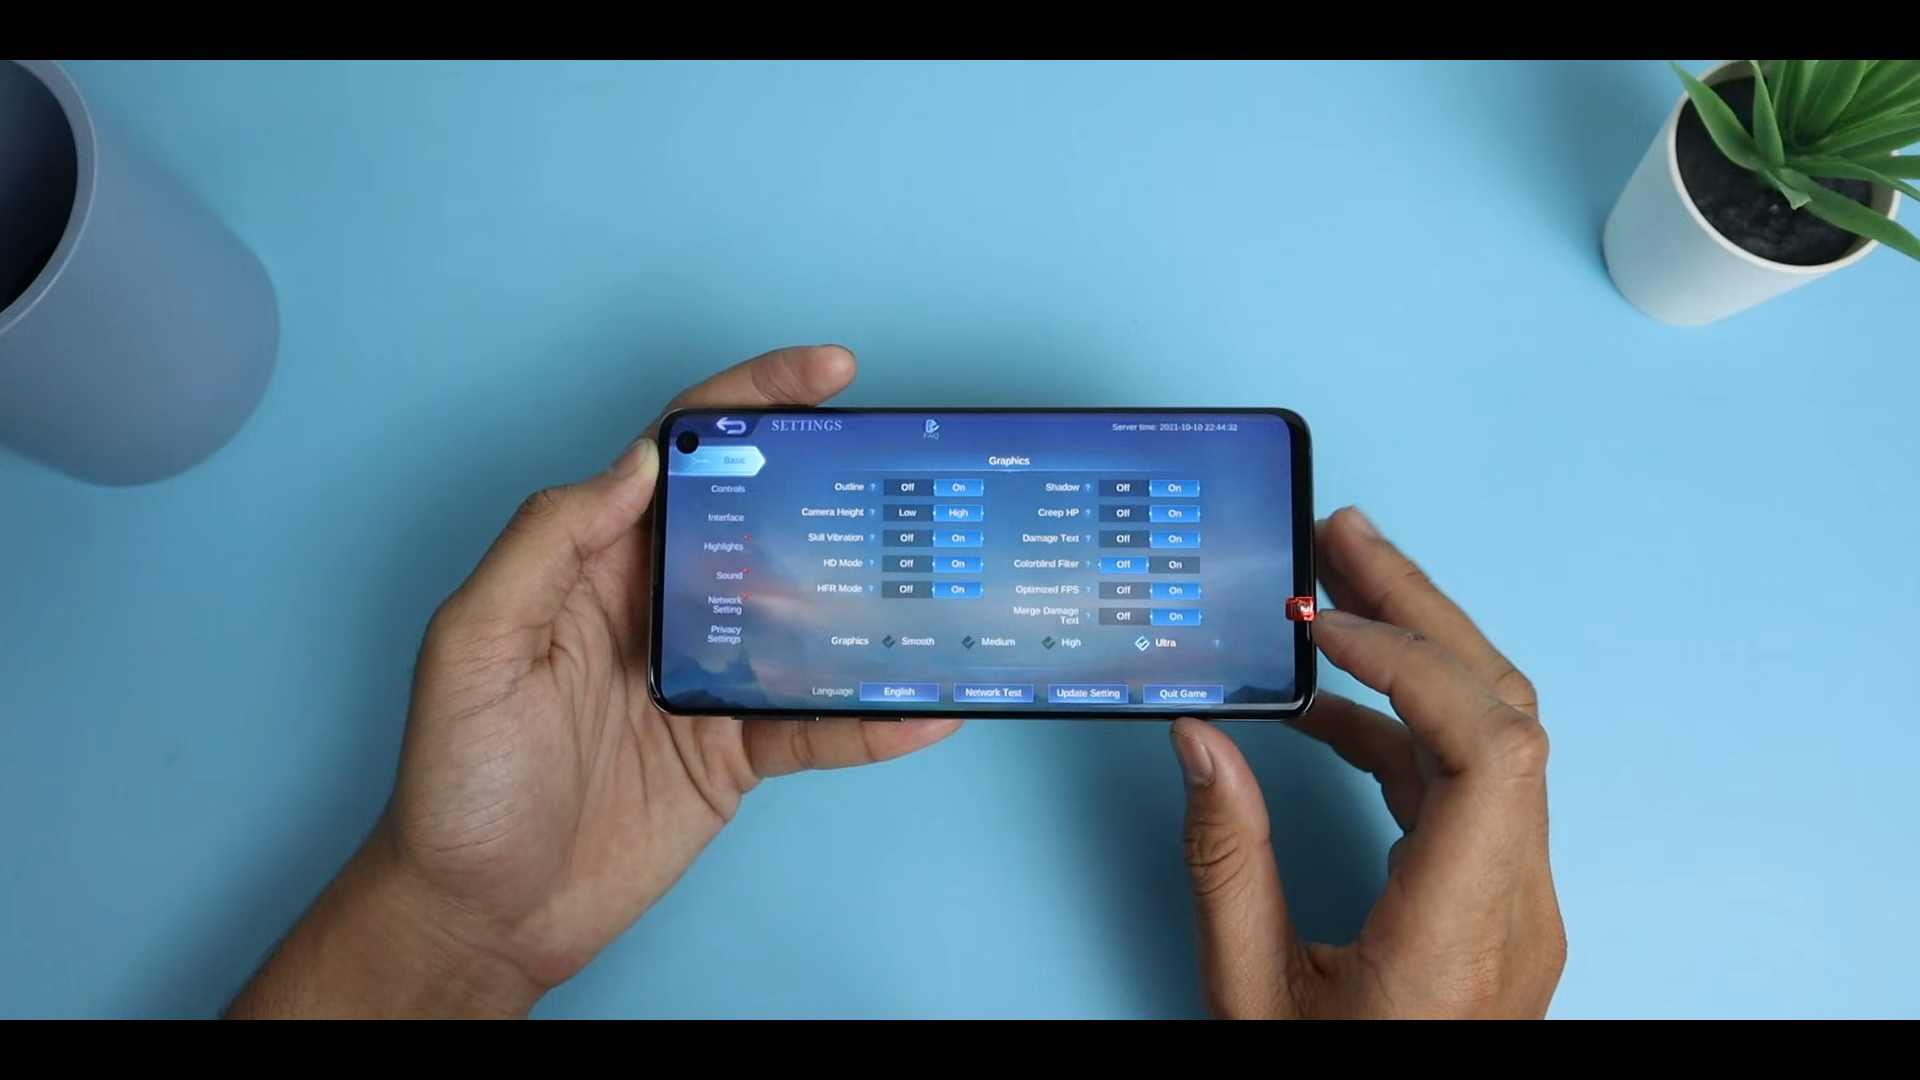 SETTINGS
FAQ
Server time: 2021-10-10 22:44:32
Basic
Controls
Interface
Highlights
Sound
Network
Setting
Privacy
Settings
Graphics
Outline ? Off On Shadow ? Off On
Camera Height ? Low High Creep HP ? Off On
Skill Vibration ? Off On Damage Text ? Off On
HD Mode ? Off On Colorblind Filter ? Off On
HFR Mode ? Off On Optimized FPS ? Off On
Merge Damage
Text ? Off On
Graphics Smooth Medium High Ultra ?
Language English Network Test Update Setting Quit Game